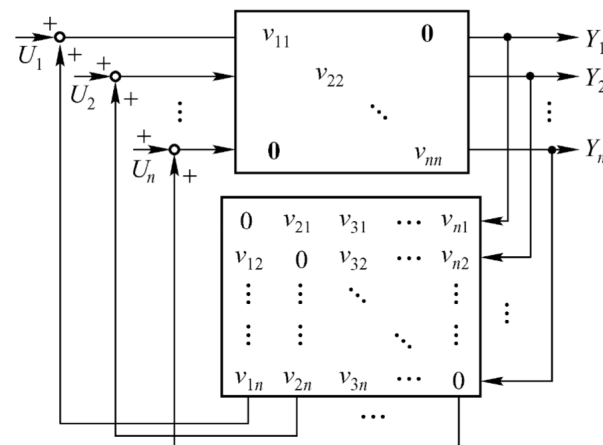 + v₁₁ 0 Y₁
U₁ +
+ v₂₂ Y₂
U₂ + ⋮ ⋱ ⋮
+ 0 vₙₙ Yₙ
Uₙ +
0 v₂₁ v₃₁ ⋯ vₙ₁
v₁₂ 0 v₃₂ ⋯ vₙ₂
⋮ ⋮ ⋱ ⋮ ⋮
⋮ ⋮ ⋱ ⋮
v₁ₙ v₂ₙ v₃ₙ ⋯ 0
⋯